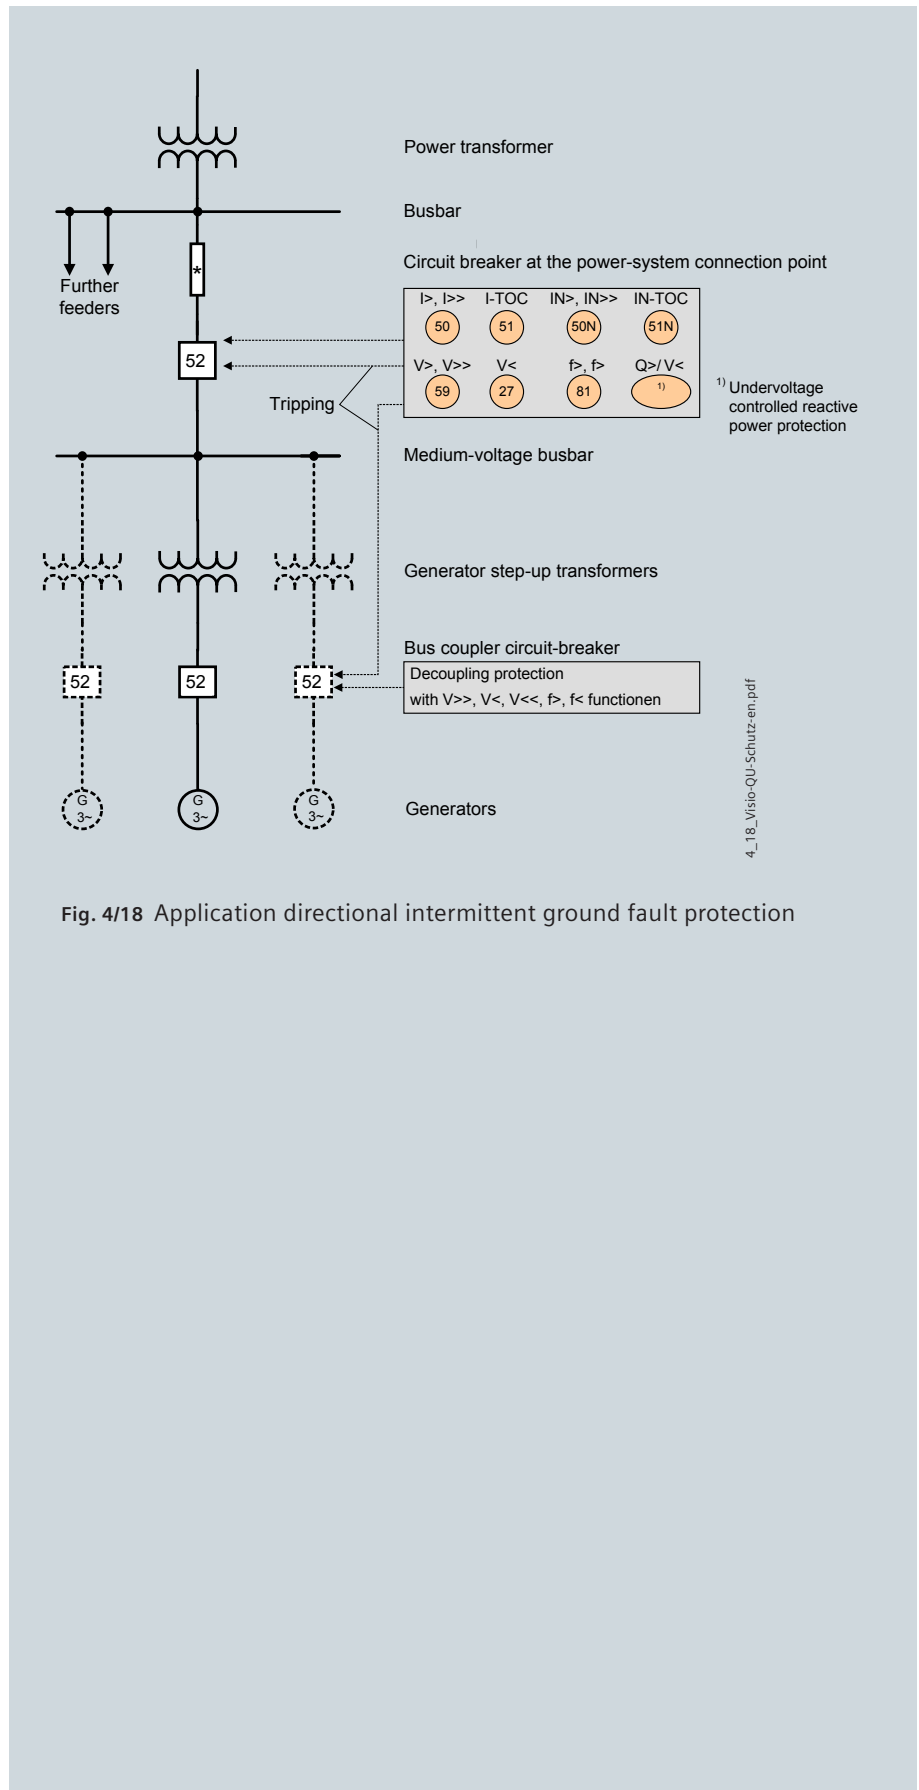 Power transformer
Busbar
Further
feeders
*
Circuit breaker at the power-system connection point
I>, I>> I-TOC IN>, IN>> IN-TOC
50 51 50N 51N
52
V>, V>> V< f>, f> Q>/ V<
59 27 81 1)
Tripping
1) Undervoltage
controlled reactive
power protection
Medium-voltage busbar
Generator step-up transformers
Bus coupler circuit-breaker
52 52 52
Decoupling protection
with V>>, V<, V<<, f>, f< functionen
G G G
3~ 3~ 3~
Generators
4_18_Visio-QU-Schutz-en.pdf
Fig. 4/18 Application directional intermittent ground fault protection